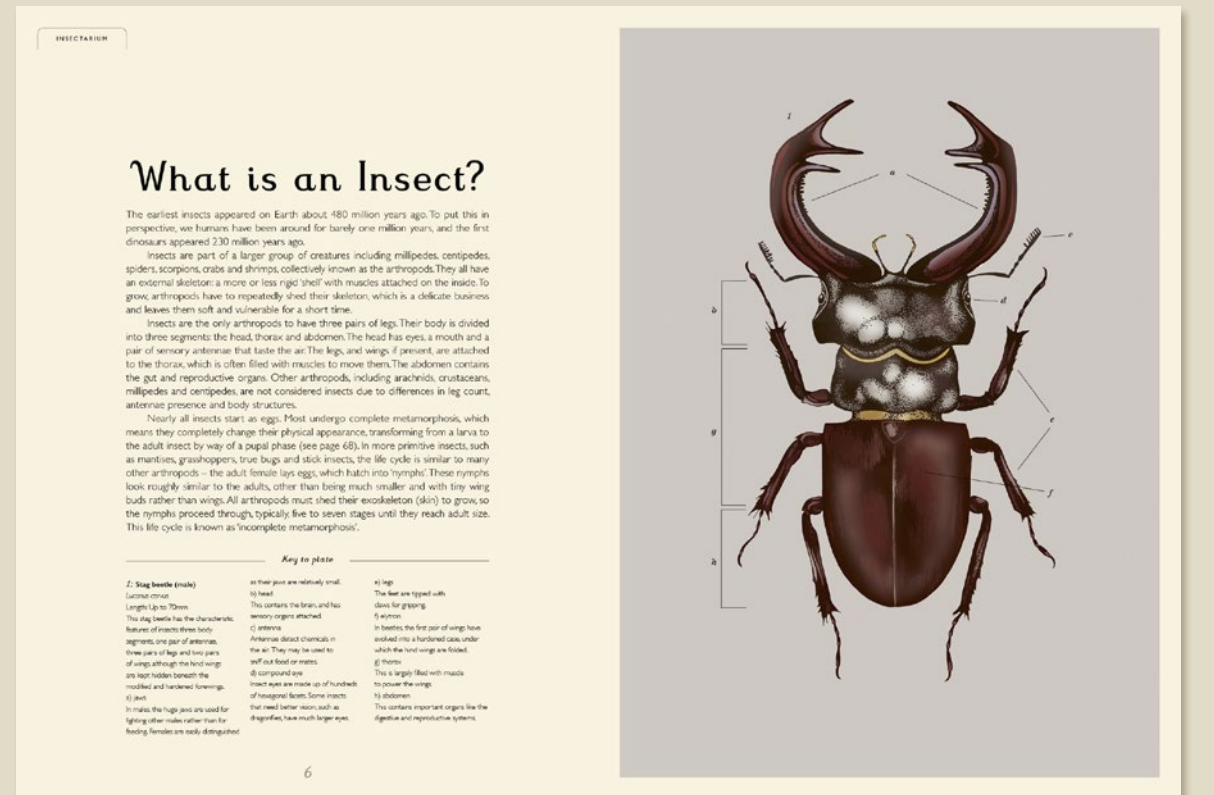 INSECTARIUM
What is an Insect?
The earliest insects appeared on Earth about 480 million years ago. To put this in
perspective, we humans have been around for barely one million years, and the first
dinosaurs appeared 230 million years ago.
Insects are part of a larger group of creatures including millipedes, centipedes,
spiders, scorpions, crabs and shrimps, collectively known as the arthropods. They all have
an external skeleton: a more or less rigid 'shell' with muscles attached on the inside. To
grow, arthropods have to repeatedly shed their skeleton, which is a delicate business
and leaves them soft and vulnerable for a short time.
Insects are the only arthropods to have three pairs of legs. Their body is divided
into three segments: the head, thorax and abdomen. The head has eyes, a mouth and a
pair of sensory antennae that taste the air. The legs, and wings if present, are attached
to the thorax, which is often filled with muscles to move them. The abdomen contains
the gut and reproductive organs. Other arthropods, including arachnids, crustaceans,
millipedes and centipedes, are not considered insects due to differences in leg count,
antennae presence and body structures.
Nearly all insects start as eggs. Most undergo complete metamorphosis, which
means they completely change their physical appearance, transforming from a larva to
the adult insect by way of a pupal phase (see page 68). In more primitive insects, such
as mantises, grasshoppers, true bugs and stick insects, the life cycle is similar to many
other arthropods – the adult female lays eggs, which hatch into 'nymphs'. These nymphs
look roughly similar to the adults, other than being much smaller and with tiny wing
buds rather than wings. All arthropods must shed their exoskeleton (skin) to grow, so
the nymphs proceed through, typically, five to seven stages until they reach adult size.
This life cycle is known as 'incomplete metamorphosis'.
Key to plate
1: Stag beetle (male)
Lucanus cervus
Length: Up to 70mm
This stag beetle has the characteristic
features of insects: three body
segments, one pair of antennae,
three pairs of legs and two pairs
of wings, although the hind wings
are kept hidden beneath the
modified and hardened forewings.
a) jaws
In males, the huge jaws are used for
fighting other males rather than for
feeding. Females are easily distinguished
as their jaws are relatively small.
b) head
This contains the brain, and has
sensory organs attached.
c) antenna
Antennae detect chemicals in
the air. They may be used to
sniff out food or mates.
d) compound eye
Insect eyes are made up of hundreds
of hexagonal facets. Some insects
that need better vision, such as
dragonflies, have much larger eyes.
e) legs
The feet are tipped with
claws for gripping.
f) elytron
In beetles, the first pair of wings have
evolved into a hardened case, under
which the hind wings are folded.
g) thorax
This is largely filled with muscle
to power the wings.
h) abdomen
This contains important organs like the
digestive and reproductive systems.
6
1
a
c
d
b
e
g
f
h